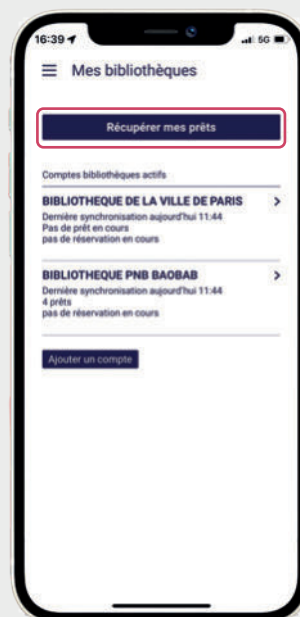 16:39
5G
Mes bibliothèques
Récupérer mes prêts
Comptes bibliothèques actifs
BIBLIOTHEQUE DE LA VILLE DE PARIS
Dernière synchronisation aujourd'hui 11:44
Pas de prêt en cours
pas de réservation en cours
BIBLIOTHEQUE PNB BAOBAB
Dernière synchronisation aujourd'hui 11:44
4 prêts
pas de réservation en cours
Ajouter un compte